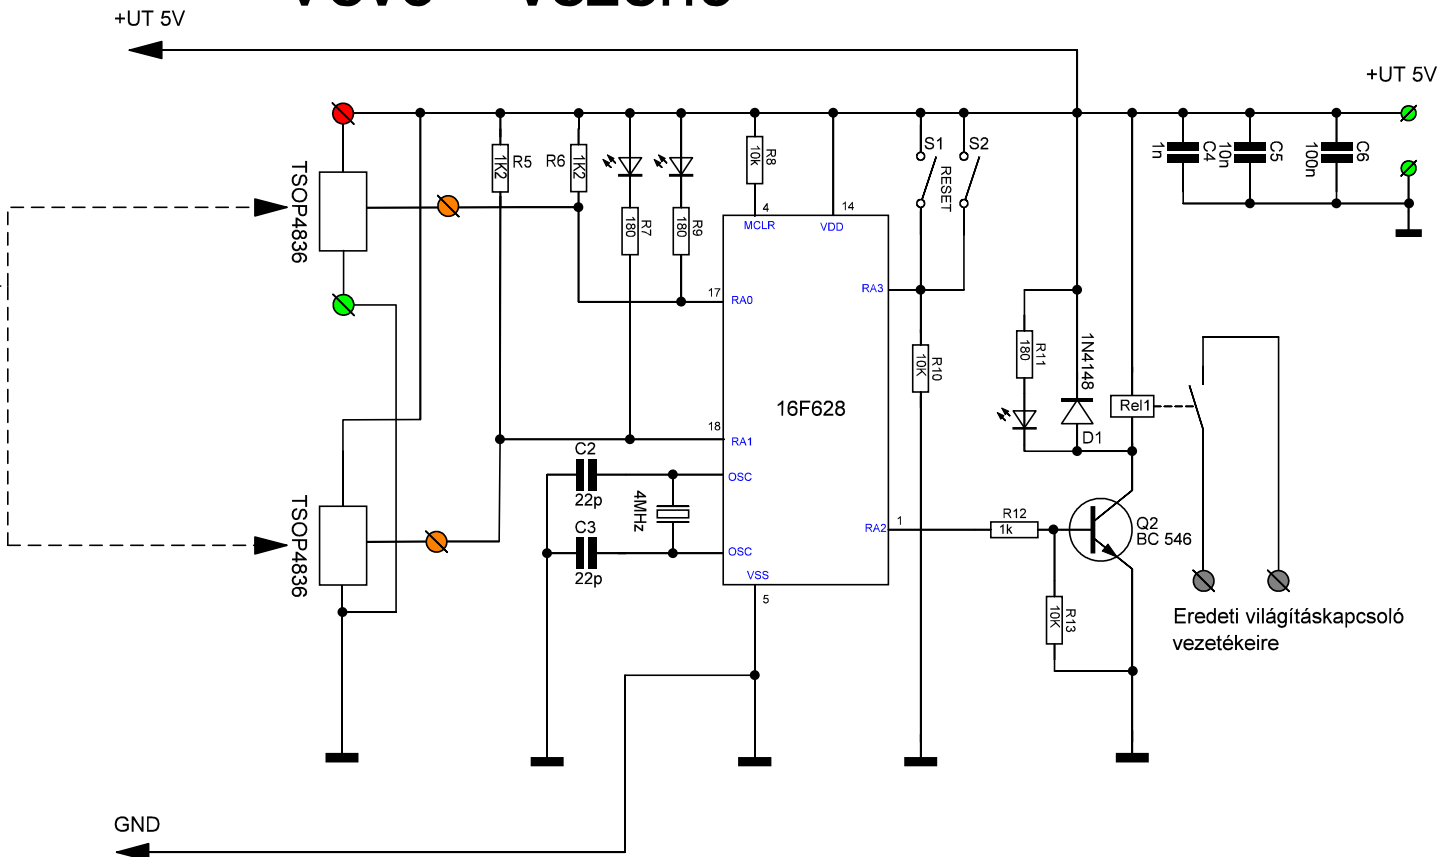 +UT 5V
+UT 5V
TSOP4836
R5
1K2
R6
1K2
R7
180
R9
180
R8
10k
4
MCLR
14
VDD
S1
RESET
S2
C4
1n
C5
10n
C6
100n
17
RA0
RA3
R10
10K
R11
180
1N4148
D1
Rel1
16F628
18
RA1
C2
22p
OSC
4MHz
C3
22p
OSC
TSOP4836
VSS
5
RA2
1
R12
1k
Q2
BC 546
R13
10K
Eredeti világításkapcsoló
vezetékeire
GND